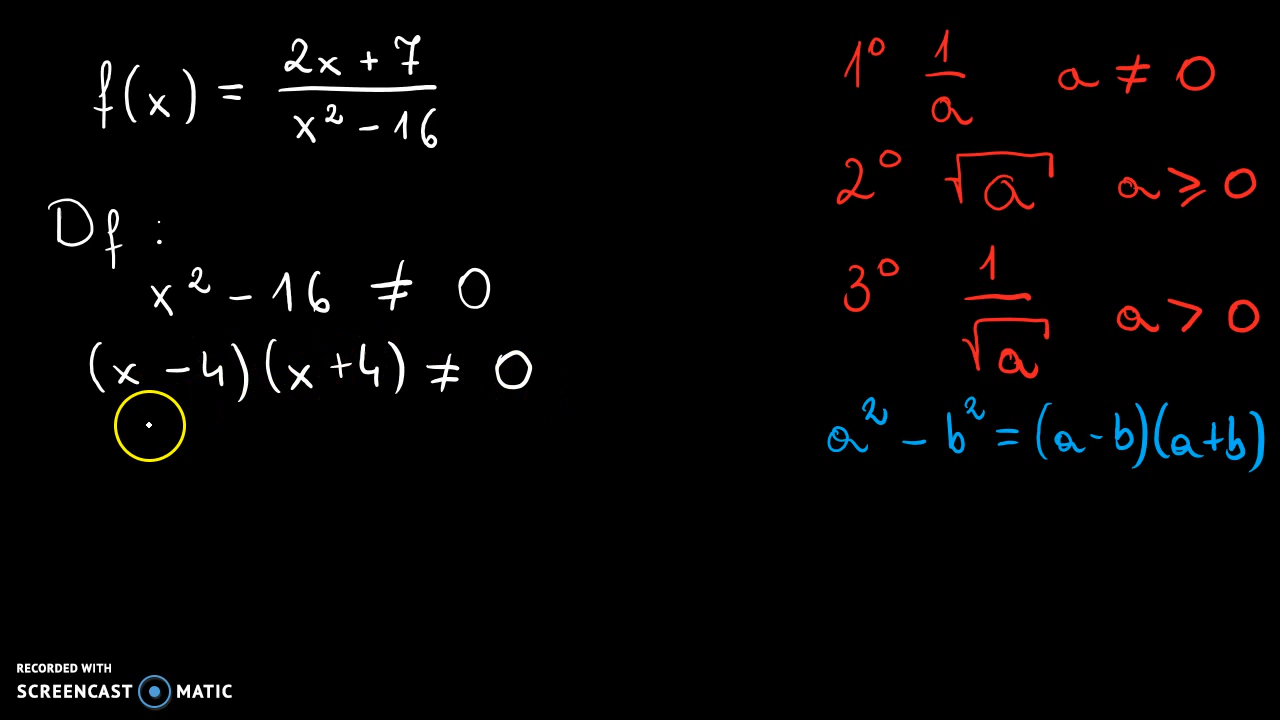 f(x) = (2x + 7)/(x² - 16)
Df :
x² - 16 ≠ 0
(x - 4)(x + 4) ≠ 0
1° 1/a a ≠ 0
2° √a a ⩾ 0
3° 1/√a a > 0
a² - b² = (a-b)(a+b)
RECORDED WITH
SCREENCAST MATIC